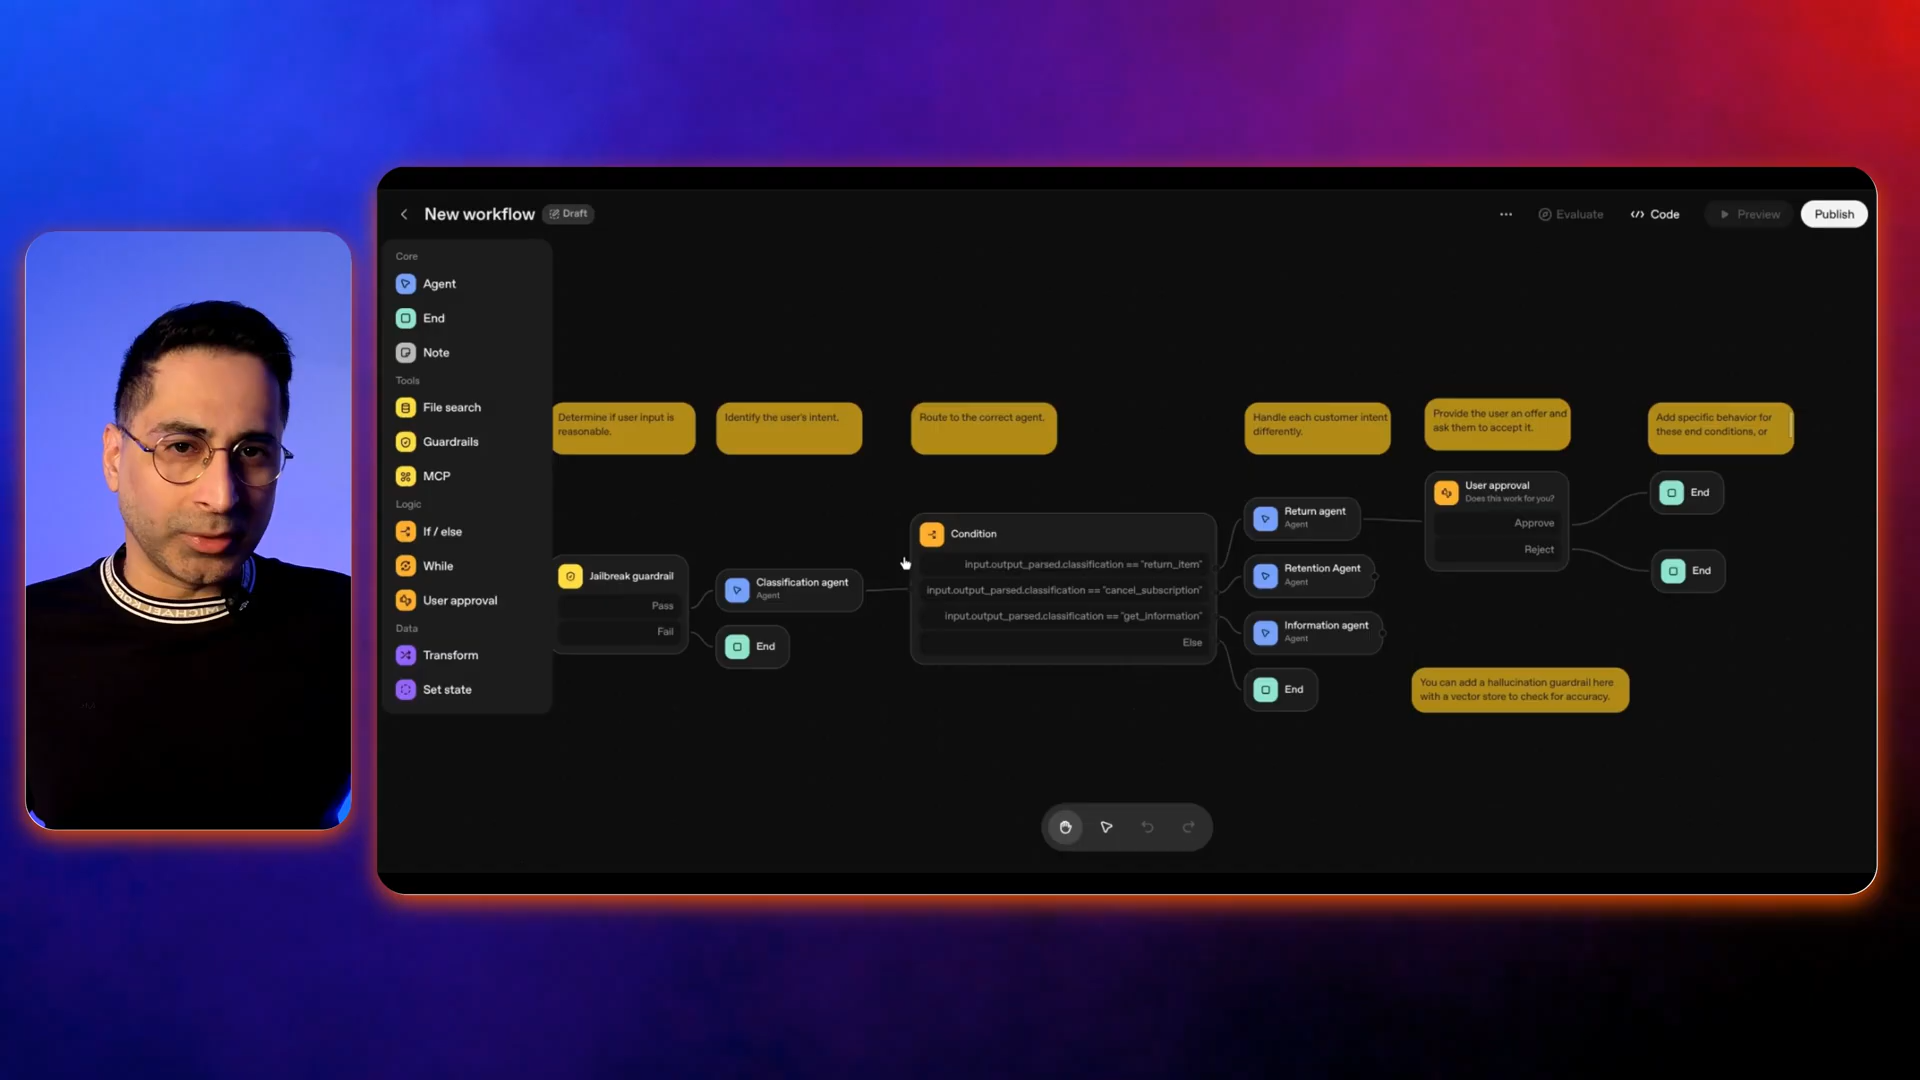 New workflow
Draft
Evaluate
Code
Preview
Publish
Core
Agent
End
Note
Tools
File search
Guardrails
MCP
Logic
If / else
While
User approval
Data
Transform
Set state
Determine if user input is
reasonable.
Identify the user's intent.
Route to the correct agent.
Handle each customer intent
differently.
Provide the user an offer and
ask them to accept it.
Add specific behavior for
these end conditions, or
Jailbreak guardrail
Pass
Fail
Classification agent
Agent
End
Condition
input.output_parsed.classification == "return_item"
input.output_parsed.classification == "cancel_subscription"
input.output_parsed.classification == "get_information"
Else
Return agent
Agent
Retention Agent
Agent
Information agent
Agent
End
User approval
Does this work for you?
Approve
Reject
End
End
You can add a hallucination guardrail here
with a vector store to check for accuracy.